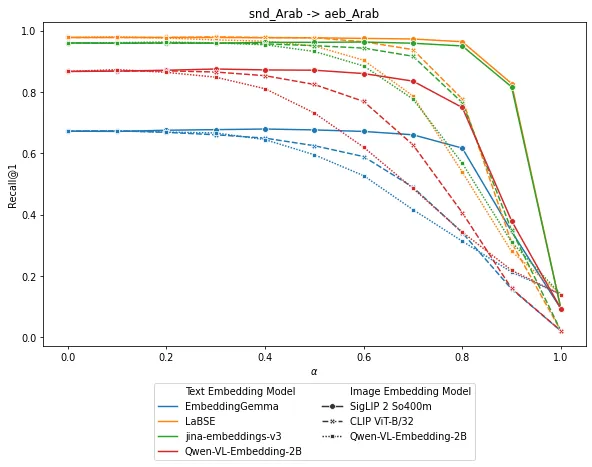 snd_Arab -> aeb_Arab
1.0
0.8
0.6
0.4
0.2
0.0
Recall@1
0.0 0.2 0.4 0.6 0.8 1.0
α
Text Embedding Model
EmbeddingGemma
LaBSE
jina-embeddings-v3
Qwen-VL-Embedding-2B
Image Embedding Model
SigLIP 2 So400m
CLIP ViT-B/32
Qwen-VL-Embedding-2B